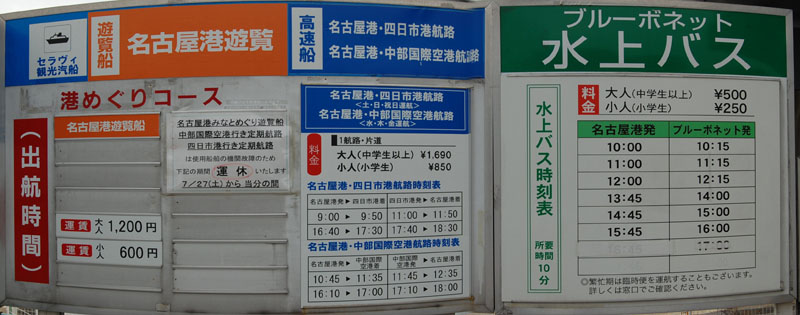 セラヴィ
観光汽船
遊覧船
名古屋港遊覧
港めぐりコース
(出航時間)
名古屋港遊覧船
運賃 大人 1,200円
運賃 小人 600円
名古屋港みなとめぐり遊覧船
中部国際空港行き定期航路
四日市港行き定期航路
は使用船舶の機関故障のため
下記の期間 運休 いたします
7/27(土)から 当分の間
高速船
名古屋港・四日市港航路
名古屋港・中部国際空港航路
名古屋港・四日市港航路
<土・日・祝日運航>
名古屋港・中部国際空港航路
<水・木・金運航>
料金
1航路・片道
大人(中学生以上) ¥1,690
小人(小学生) ¥850
名古屋港・四日市港航路時刻表
名古屋港発 ▶ 四日市港着 四日市港発 ▶ 名古屋港着
9:00 ▶ 9:50 11:00 ▶ 11:50
16:40 ▶ 17:30 17:40 ▶ 18:30
名古屋港・中部国際空港航路時刻表
名古屋港発 ▶ 中部国際空港着 中部国際空港発 ▶ 名古屋港着
10:45 ▶ 11:35 11:45 ▶ 12:35
16:10 ▶ 17:00 17:10 ▶ 18:00
ブルーボネット
水上バス
料金
大人(中学生以上) ¥500
小人(小学生) ¥250
水上バス時刻表
所要時間10分
名古屋港発 ブルーボネット発
10:00 10:15
11:00 11:15
12:00 12:15
13:45 14:00
14:45 15:00
15:45 16:00
16:45 17:00
◎繁忙期は臨時便を運航することもございます。
詳しくは窓口でご確認ください。